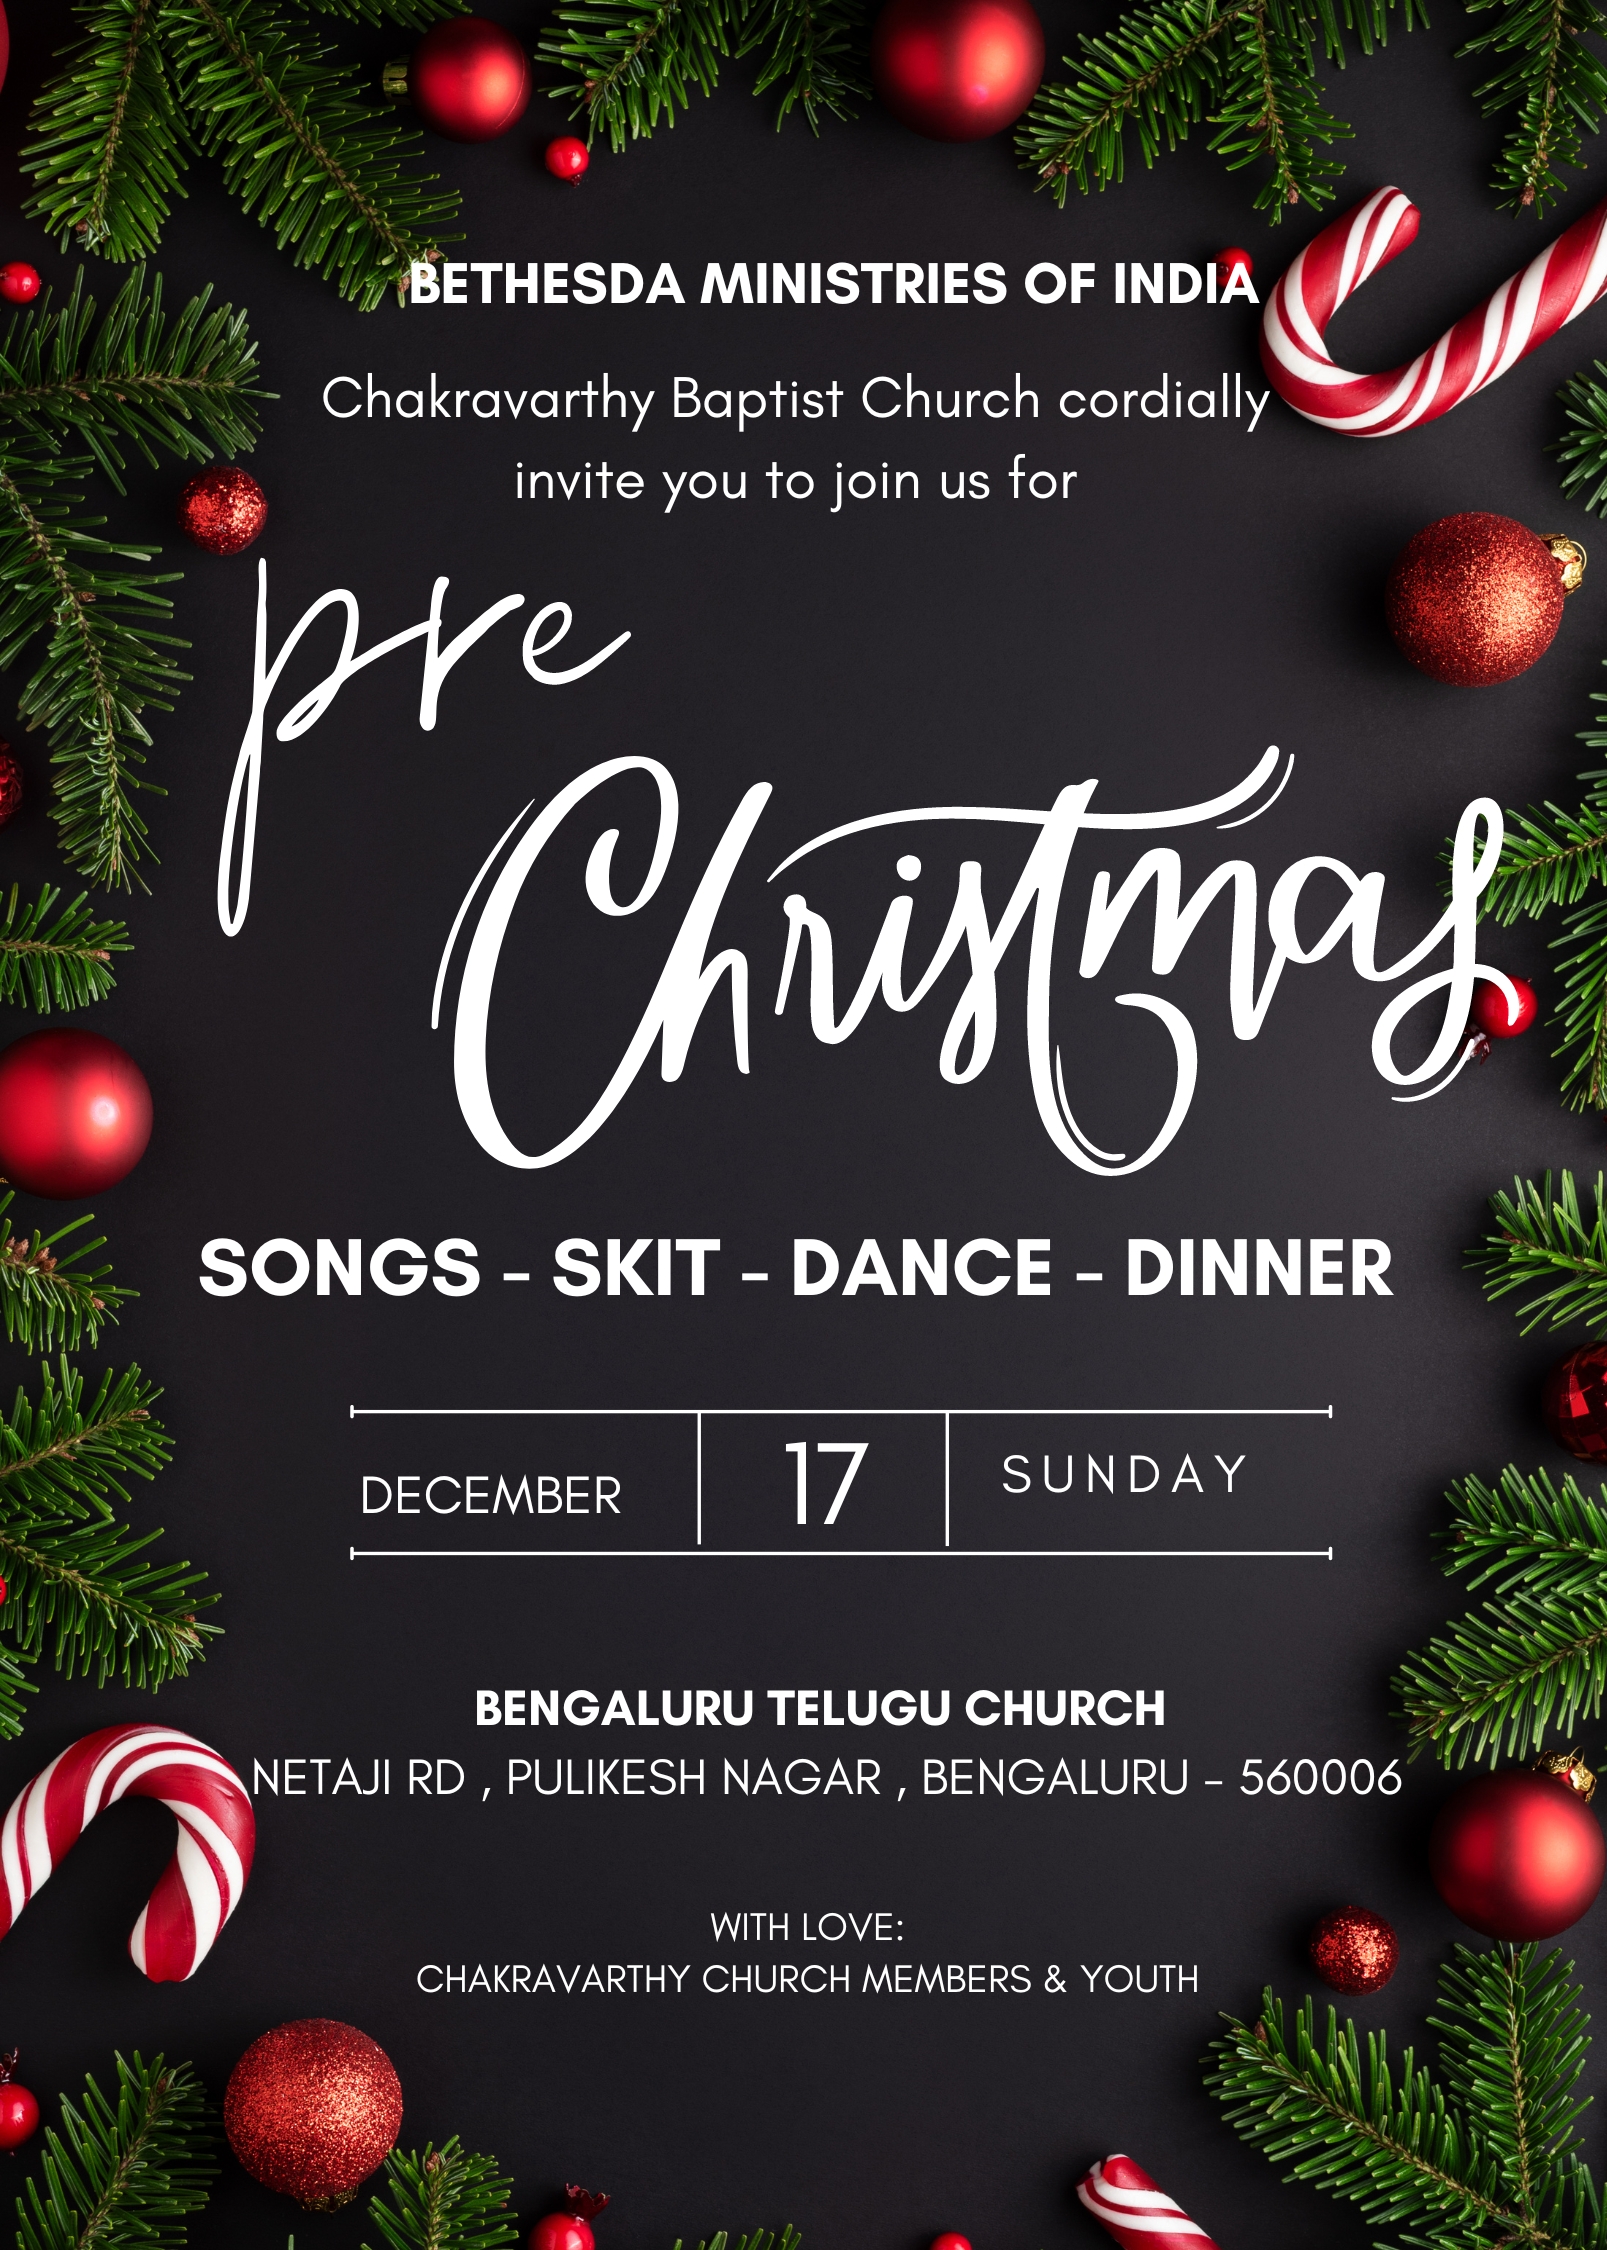 BETHESDA MINISTRIES OF INDIA
Chakravarthy Baptist Church cordially
invite you to join us for
pre
Christmas
SONGS - SKIT - DANCE - DINNER
DECEMBER 17 SUNDAY
BENGALURU TELUGU CHURCH
NETAJI RD , PULIKESH NAGAR , BENGALURU - 560006
WITH LOVE:
CHAKRAVARTHY CHURCH MEMBERS & YOUTH